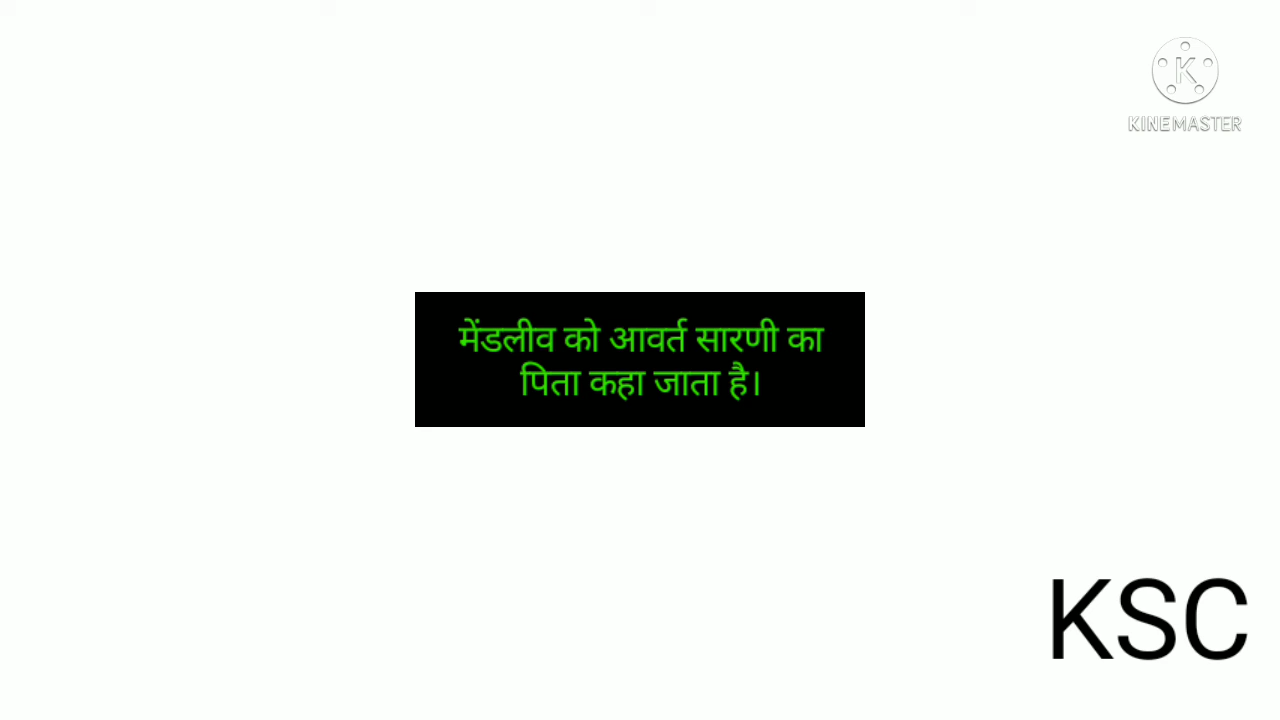 KINEMASTER
मेंडलीव को आवर्त सारणी का
पिता कहा जाता है।
KSC